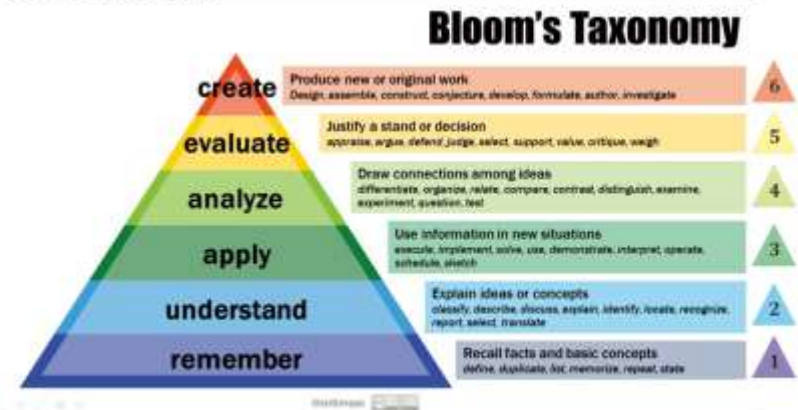 Bloom's Taxonomy
create
Produce new or original work
Design, assemble, construct, conjecture, develop, formulate, author, investigate
6
evaluate
Justify a stand or decision
appraise, argue, defend, judge, select, support, value, critique, weigh
5
analyze
Draw connections among ideas
differentiate, organize, relate, compare, contrast, distinguish, examine,
experiment, question, test
4
apply
Use information in new situations
execute, implement, solve, use, demonstrate, interpret, operate,
schedule, sketch
3
understand
Explain ideas or concepts
classify, describe, discuss, explain, identify, locate, recognize,
report, select, translate
2
remember
Recall facts and basic concepts
define, duplicate, list, memorize, repeat, state
1